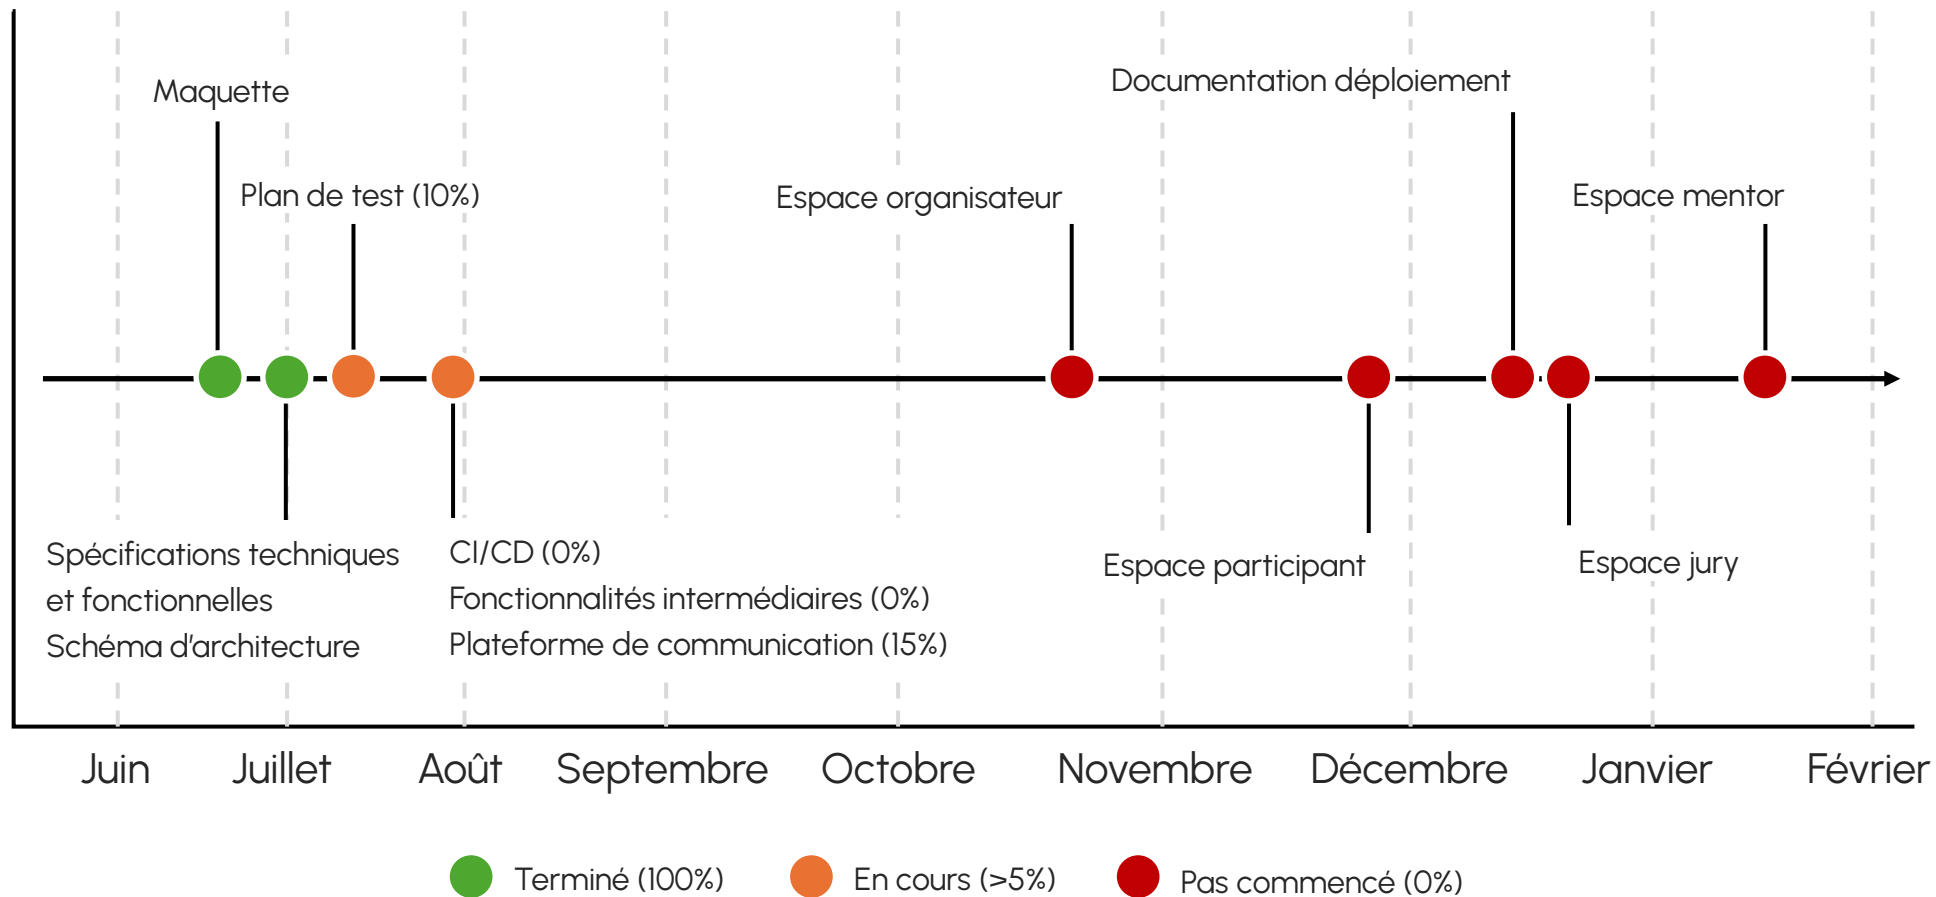 Maquette
Documentation déploiement
Plan de test (10%)
Espace organisateur
Espace mentor
Spécifications techniques
et fonctionnelles
Schéma d'architecture
CI/CD (0%)
Fonctionnalités intermédiaires (0%)
Plateforme de communication (15%)
Espace participant
Espace jury
Juin
Juillet
Août
Septembre
Octobre
Novembre
Décembre
Janvier
Février
Terminé (100%)
En cours (>5%)
Pas commencé (0%)